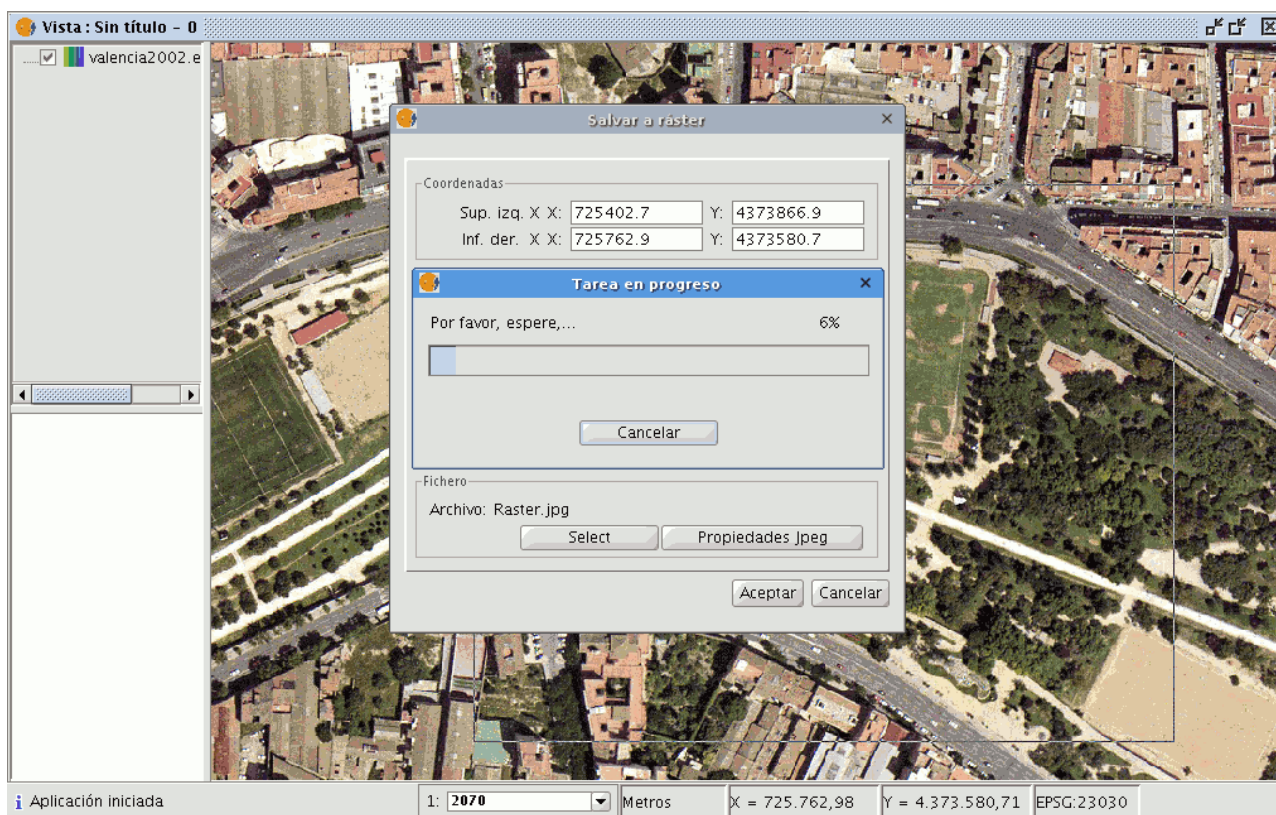 Vista : Sin título - 0
valencia2002.e
Salvar a ráster
Coordenadas
Sup. izq. X X: 725402.7 Y: 4373866.9
Inf. der. X X: 725762.9 Y: 4373580.7
Tarea en progreso
Por favor, espere,... 6%
Cancelar
Fichero
Archivo: Raster.jpg
Select Propiedades Jpeg
Aceptar Cancelar
Aplicación iniciada 1: 2070 Metros X = 725.762,98 Y = 4.373.580,71 EPSG:23030